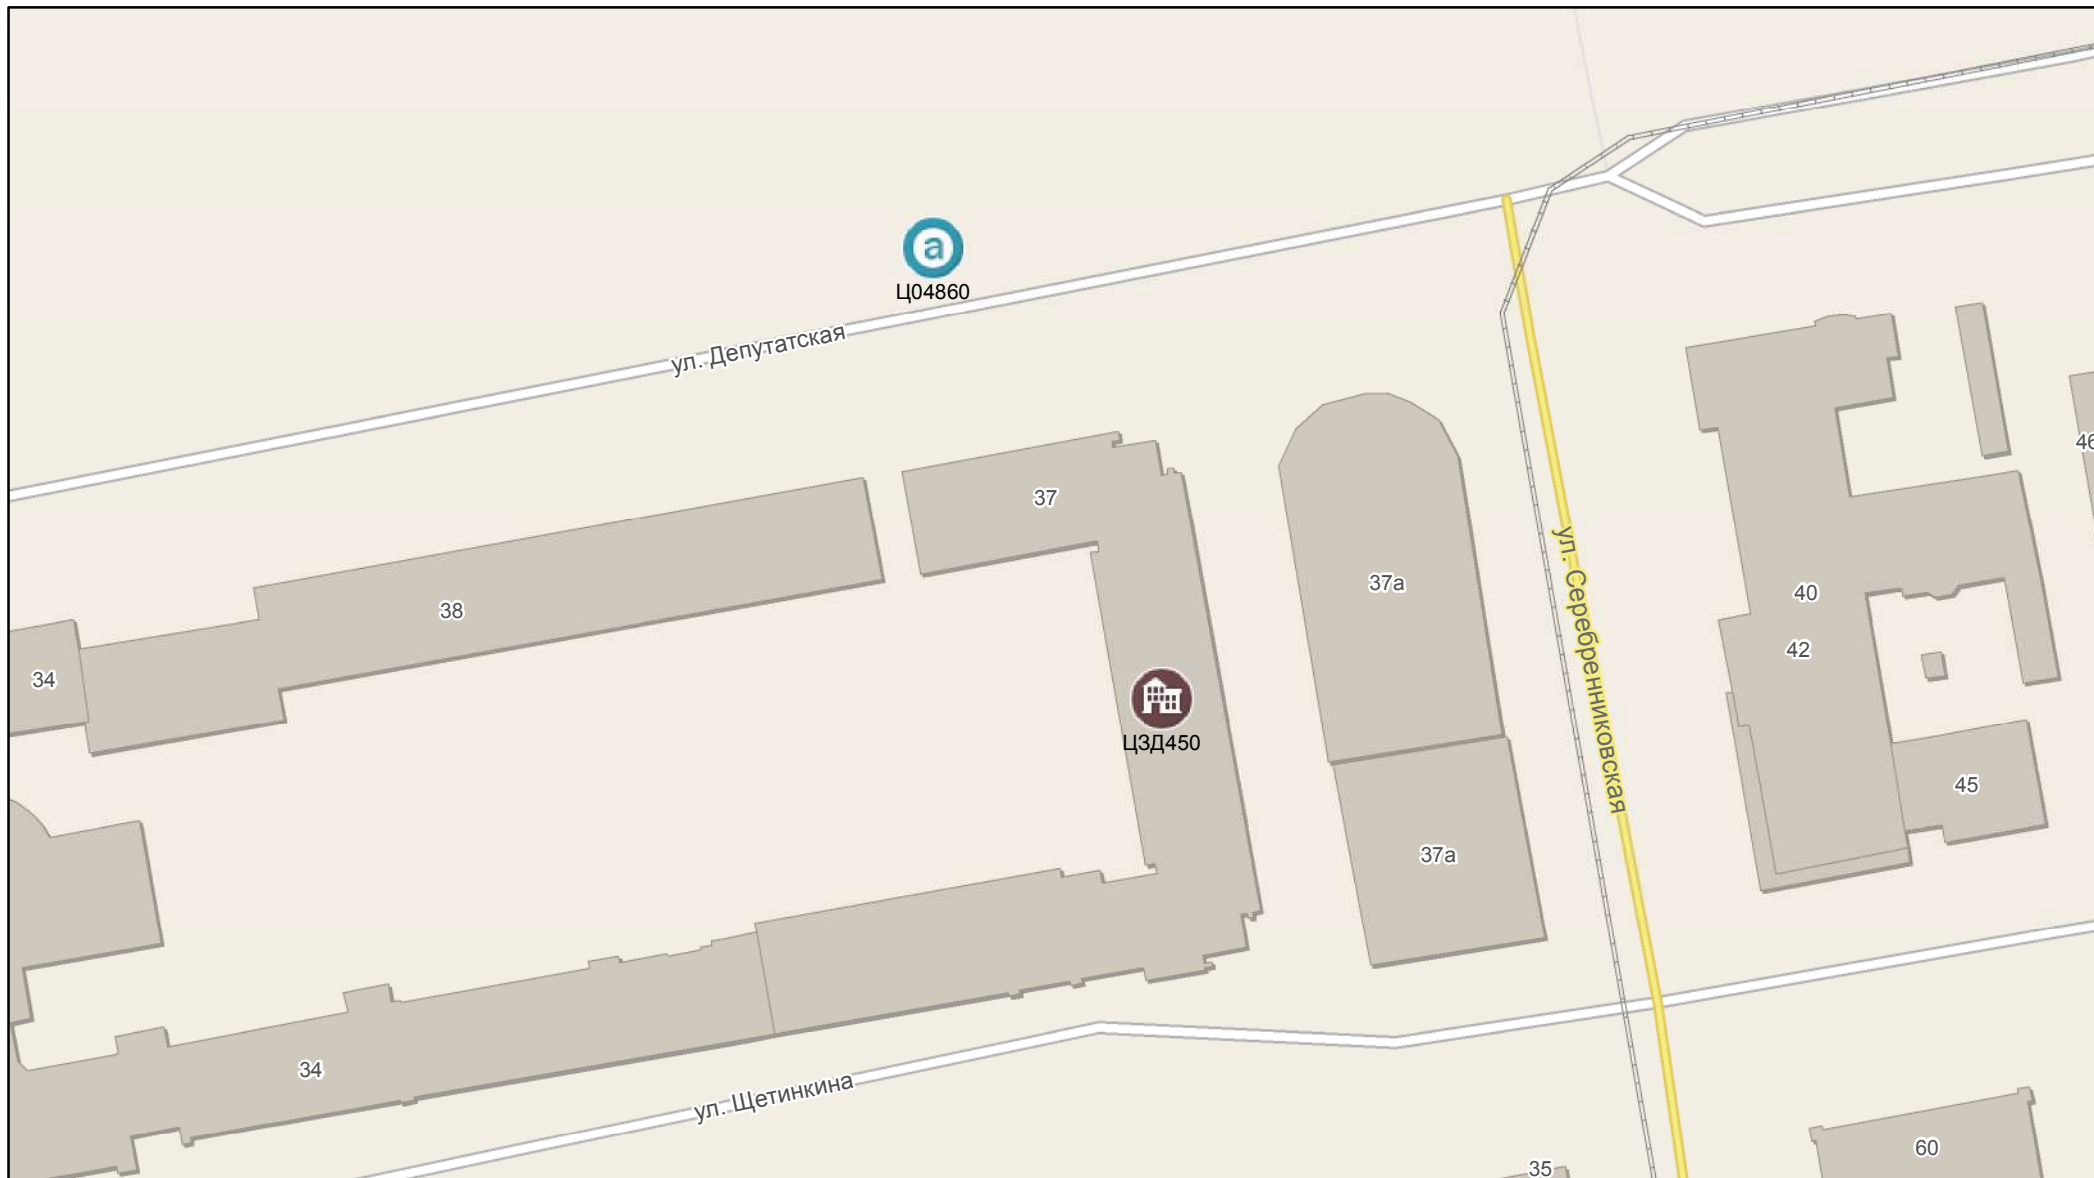 а
Ц04860
ул. Депутатская
46
37
37а
ул. Серебренниковская
40
38
42
34
ЦЗД450
45
37а
34
ул. Щетинкина
60
35